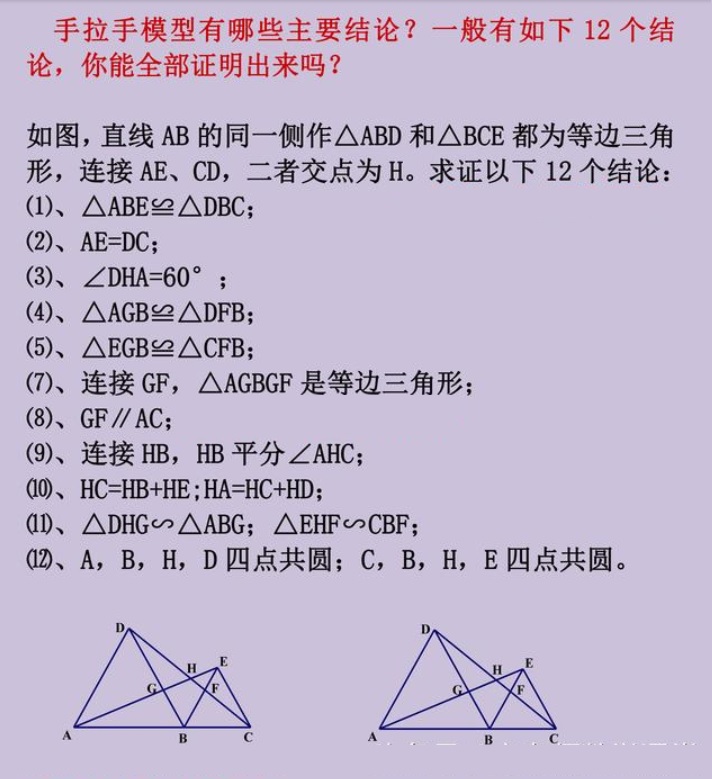 手拉手模型有哪些主要结论？一般有如下 12 个结
论，你能全部证明出来吗？
如图，直线 AB 的同一侧作△ABD 和△BCE 都为等边三角
形，连接 AE、CD，二者交点为 H。求证以下 12 个结论：
⑴、△ABE≌△DBC；
⑵、AE=DC；
⑶、∠DHA=60°；
⑷、△AGB≌△DFB；
⑸、△EGB≌△CFB；
⑺、连接 GF，△AGBGF 是等边三角形；
⑻、GF∥AC；
⑼、连接 HB，HB 平分∠AHC；
⑽、HC=HB+HE;HA=HC+HD；
⑾、△DHG∽△ABG；△EHF∽CBF；
⑿、A，B，H，D 四点共圆；C，B，H，E 四点共圆。
D
H E
G F
A B C
D
H E
G F
A B C